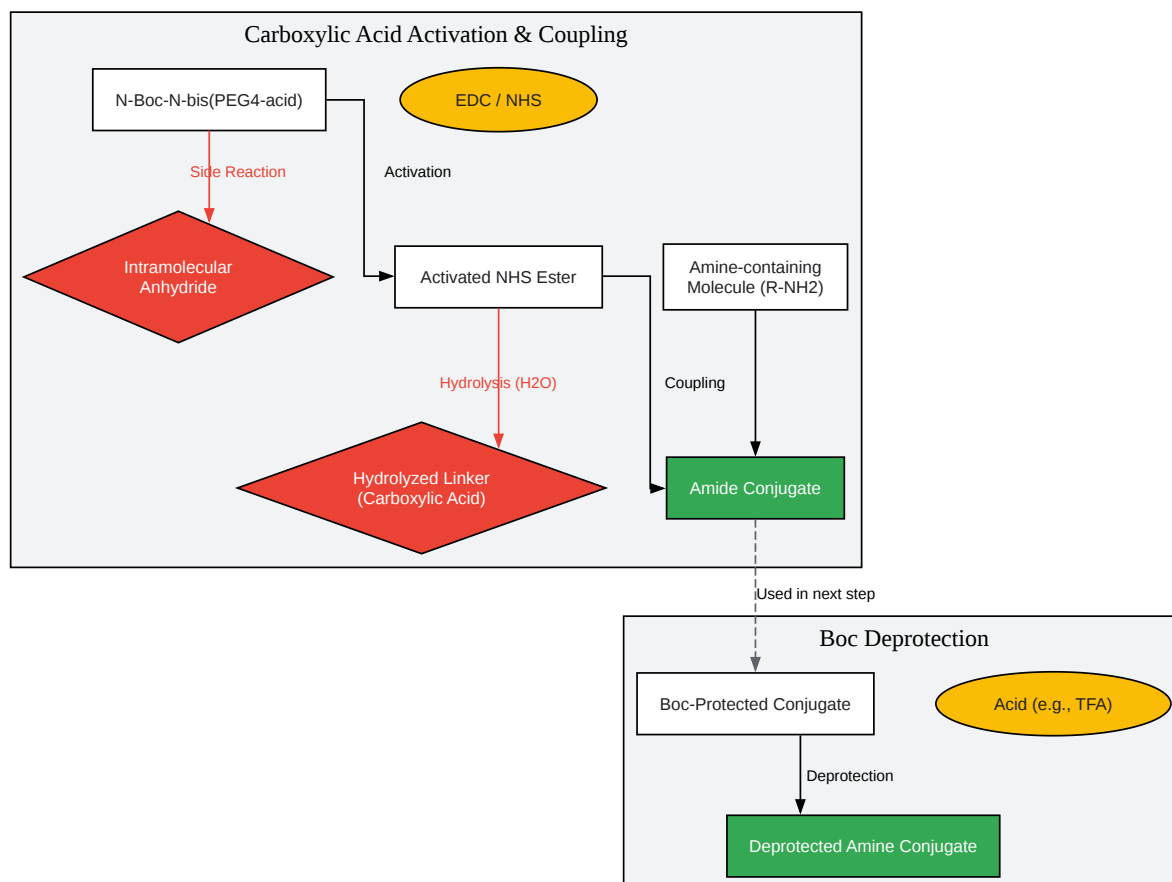 Carboxylic Acid Activation & Coupling
N-Boc-N-bis(PEG4-acid)
EDC / NHS
Side Reaction
Activation
Intramolecular
Anhydride
Activated NHS Ester
Amine-containing
Molecule (R-NH2)
Hydrolysis (H2O)
Coupling
Hydrolyzed Linker
(Carboxylic Acid)
Amide Conjugate
Used in next step
Boc Deprotection
Boc-Protected Conjugate
Acid (e.g., TFA)
Deprotection
Deprotected Amine Conjugate